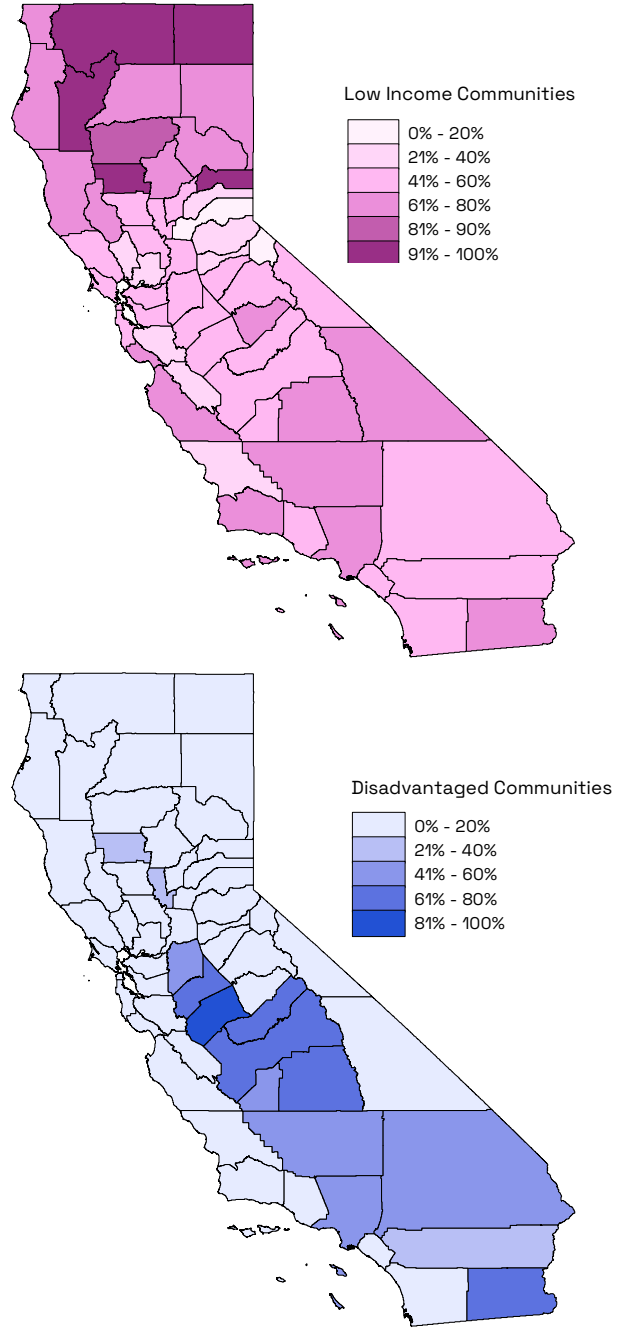 Low Income Communities
0% - 20%
21% - 40%
41% - 60%
61% - 80%
81% - 90%
91% - 100%
Disadvantaged Communities
0% - 20%
21% - 40%
41% - 60%
61% - 80%
81% - 100%